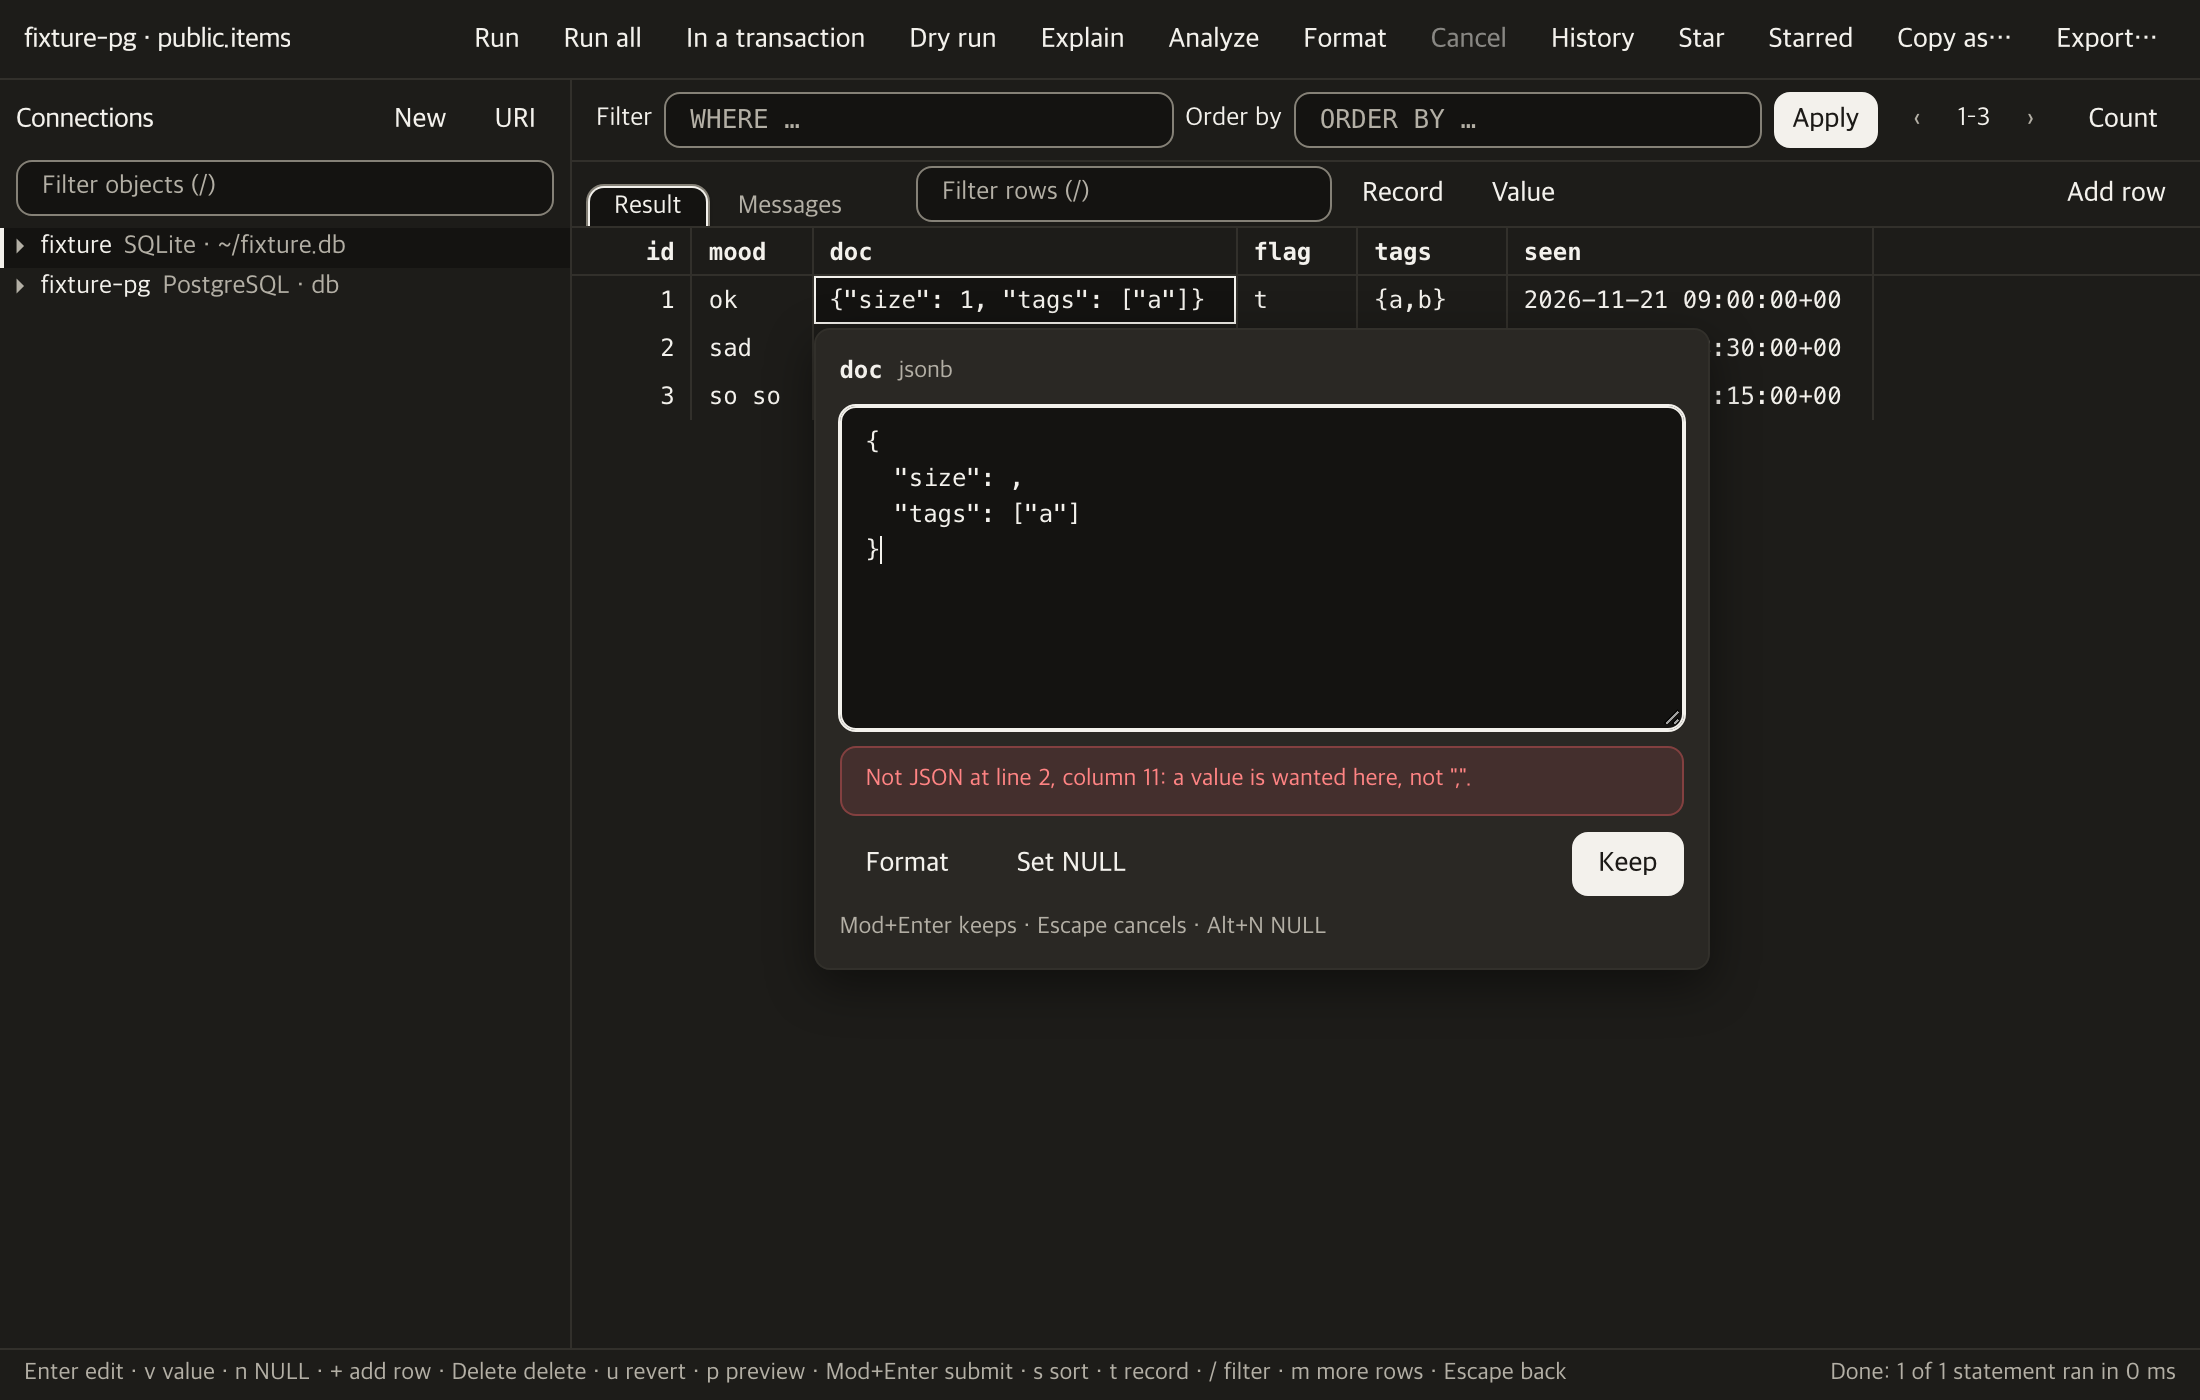 fixture-pg · public.items Run Run all In a transaction Dry run Explain Analyze Format Cancel History Star Starred Copy as… Export…
Connections New URI
Filter objects (/)
fixture SQLite · ~/fixture.db
fixture-pg PostgreSQL · db
Filter WHERE … Order by ORDER BY … Apply ‹ 1-3 › Count
Result Messages Filter rows (/) Record Value Add row
id mood doc flag tags seen
1 ok {"size": 1, "tags": ["a"]} t {a,b} 2026-11-21 09:00:00+00
2 sad :30:00+00
3 so so :15:00+00
doc jsonb
{
"size": ,
"tags": ["a"]
}
Not JSON at line 2, column 11: a value is wanted here, not ",".
Format Set NULL Keep
Mod+Enter keeps · Escape cancels · Alt+N NULL
Enter edit · v value · n NULL · + add row · Delete delete · u revert · p preview · Mod+Enter submit · s sort · t record · / filter · m more rows · Escape back Done: 1 of 1 statement ran in 0 ms